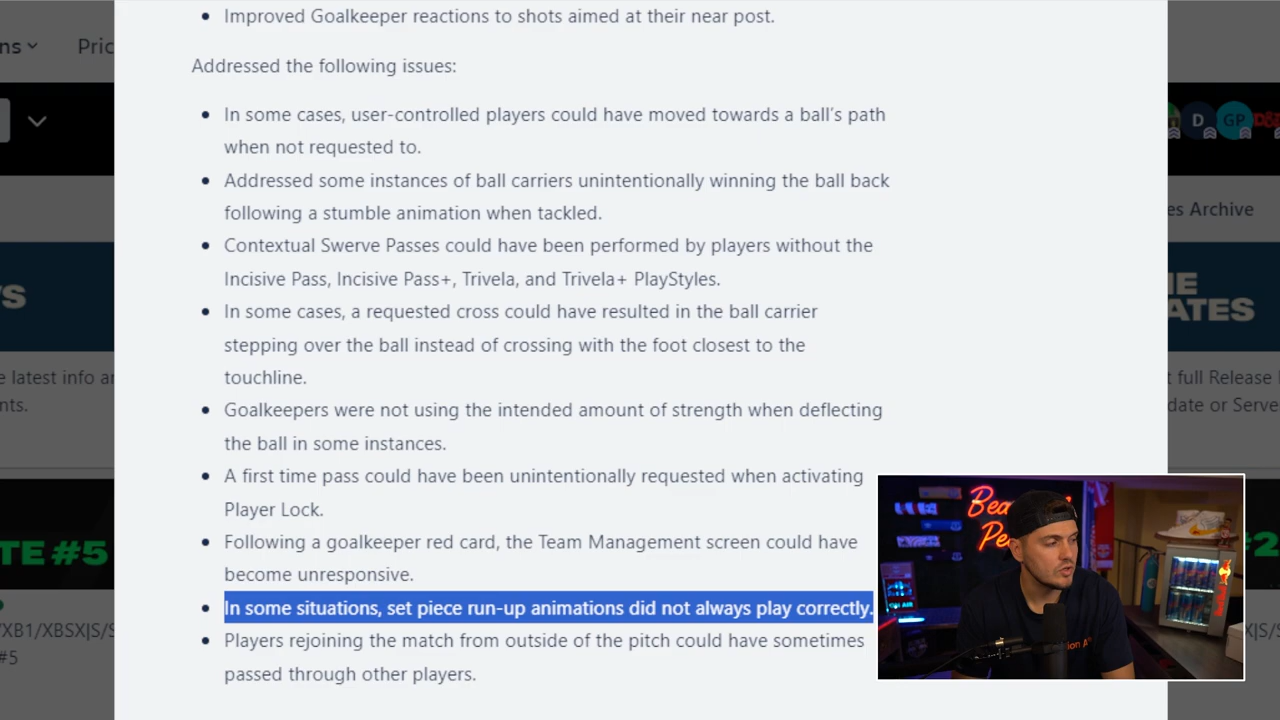 Improved Goalkeeper reactions to shots aimed at their near post.
ns
Pric
Addressed the following issues:
In some cases, user-controlled players could have moved towards a ball's path
when not requested to.
D
GP
Addressed some instances of ball carriers unintentionally winning the ball back
following a stumble animation when tackled.
es Archive
Contextual Swerve Passes could have been performed by players without the
Incisive Pass, Incisive Pass+, Trivela, and Trivela+ PlayStyles.
S
IE
ATES
In some cases, a requested cross could have resulted in the ball carrier
stepping over the ball instead of crossing with the foot closest to the
touchline.
e latest info an
nts.
t full Release
date or Serve
Goalkeepers were not using the intended amount of strength when deflecting
the ball in some instances.
A first time pass could have been unintentionally requested when activating
Player Lock.
Following a goalkeeper red card, the Team Management screen could have
become unresponsive.
TE #5
#2
In some situations, set piece run-up animations did not always play correctly.
Players rejoining the match from outside of the pitch could have sometimes
passed through other players.
/XB1/XBSX|S/S
#5
X|S/S